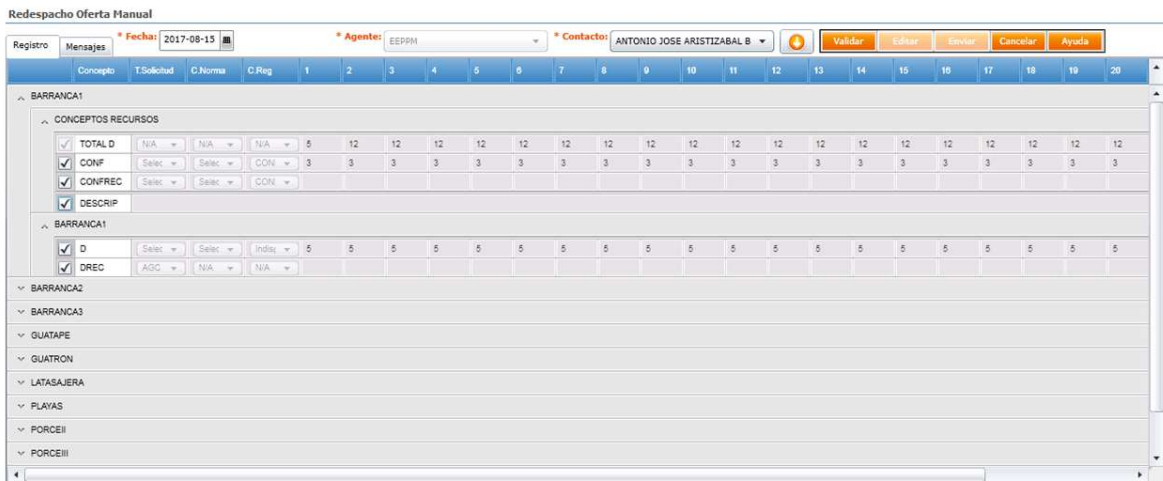 Redespacho Oferta Manual
Registro Mensajes * Fecha: 2017-08-15 * Agente: EEPPM * Contacto: ANTONIO JOSE ARISTIZABAL B Validar Editar Enviar Cancelar Ayuda
Concepto T.Solicitud C.Norma C.Reg 1 2 3 4 5 6 7 8 9 10 11 12 13 14 15 16 17 18 19 20
BARRANCA1
CONCEPTOS RECURSOS
TOTAL D N/A N/A N/A 5 12 12 12 12 12 12 12 12 12 12 12 12 12 12 12 12 12 12 12
CONF Selec Selec CON 3 3 3 3 3 3 3 3 3 3 3 3 3 3 3 3 3 3 3 3
CONFREC Selec Selec CON
DESCRIP
BARRANCA1
D Selec Selec Indisp 5 5 5 5 5 5 5 5 5 5 5 5 5 5 5 5 5 5 5 5
DREC AGC N/A N/A
BARRANCA2
BARRANCA3
GUATAPE
GUATRON
LATASAJERA
PLAYAS
PORCEII
PORCEIII